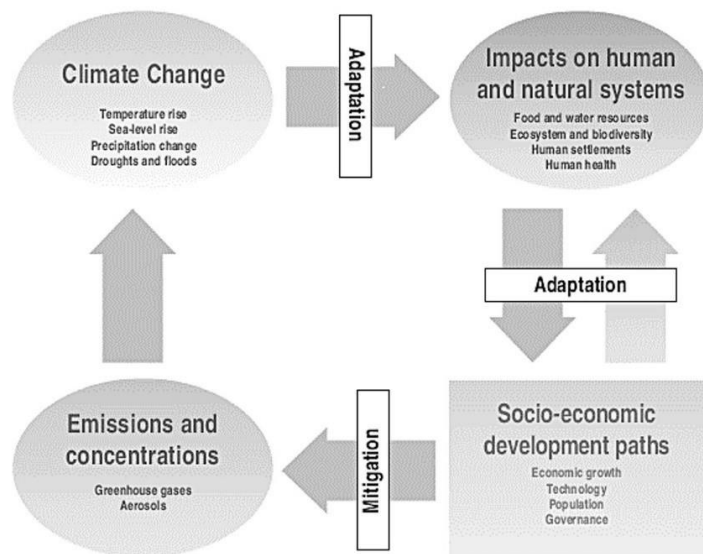 Climate Change
Temperature rise
Sea-level rise
Precipitation change
Droughts and floods
Adaptation
Impacts on human
and natural systems
Food and water resources
Ecosystem and biodiversity
Human settlements
Human health
Adaptation
Emissions and
concentrations
Greenhouse gases
Aerosols
Mitigation
Socio-economic
development paths
Economic growth
Technology
Population
Governance